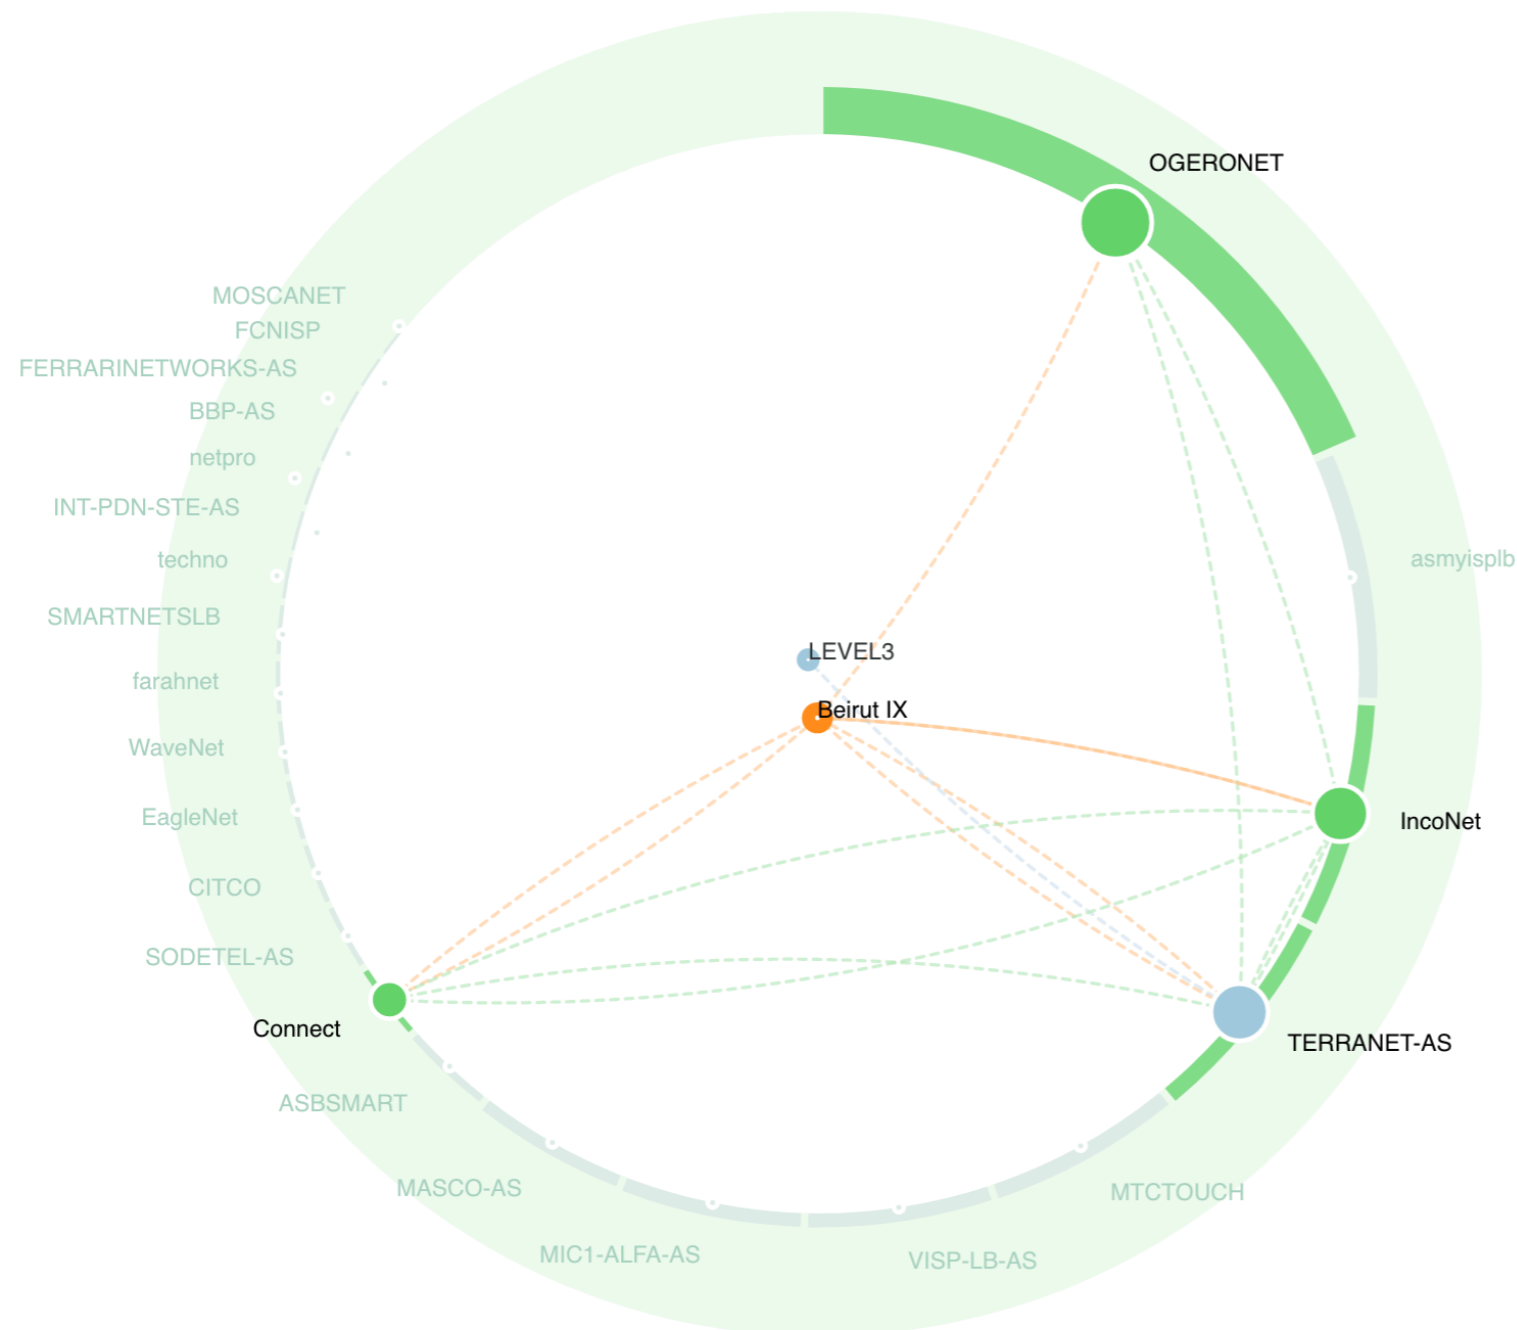 OGERONET
MOSCANET
FCNISP
FERRARINETWORKS-AS
BBP-AS
netpro
INT-PDN-STE-AS
techno
asmyisplb
SMARTNETSLB
LEVEL3
farahnet
Beirut IX
WaveNet
EagleNet
IncoNet
CITCO
SODETEL-AS
Connect
TERRANET-AS
ASBSMART
MASCO-AS
MTCTOUCH
MIC1-ALFA-AS
VISP-LB-AS